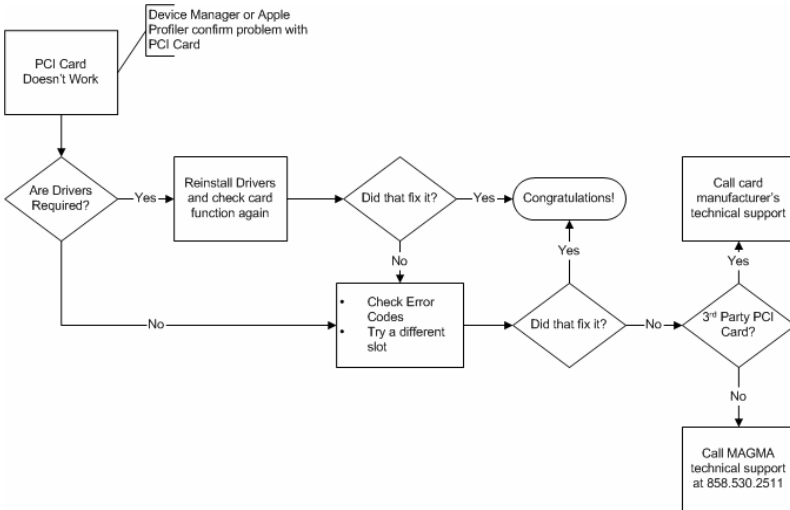 Device Manager or Apple
Profiler confirm problem with
PCI Card
PCI Card
Doesn't Work
Are Drivers
Required?
Yes
Reinstall Drivers
and check card
function again
Did that fix it?
Yes
Congratulations!
Call card
manufacturer's
technical support
No
Yes
Yes
No
• Check Error
Codes
• Try a different
slot
Did that fix it?
No
3rd Party PCI
Card?
No
Call MAGMA
technical support
at 858.530.2511